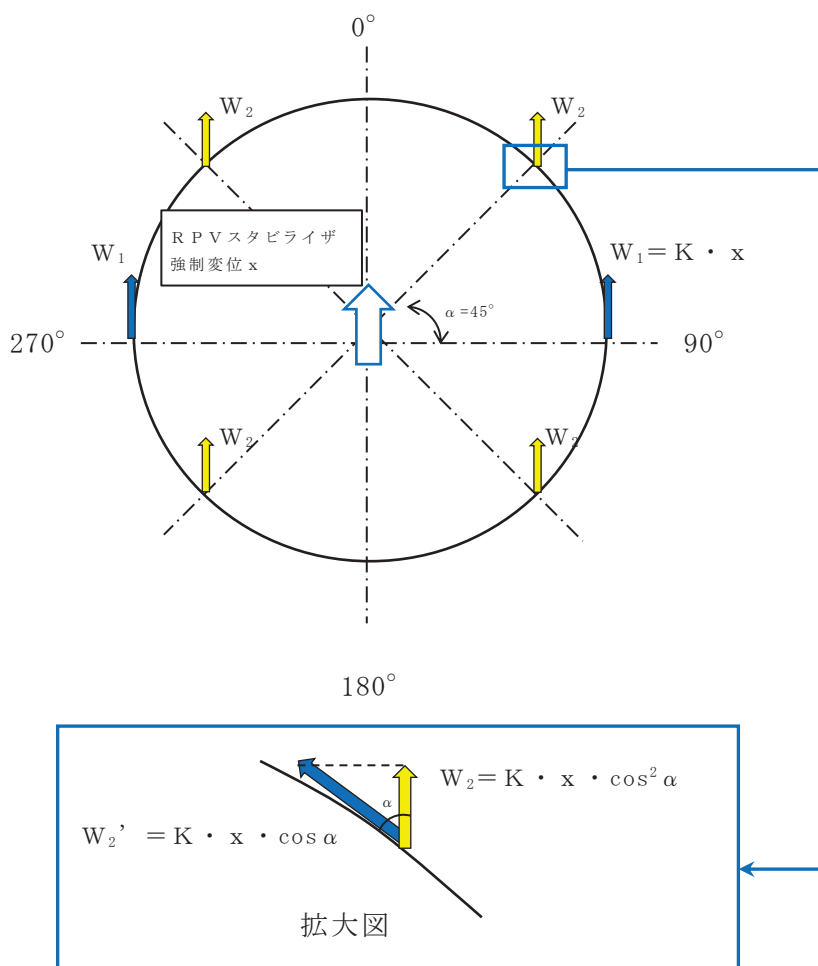 0°
W₂
W₂
RPVスタビライザ
強制変位x
W₁
W₁=K・x
α=45°
270°
90°
W₂
W₂
180°
W₂=K・x・cos²α
α
W₂’=K・x・cosα
拡大図